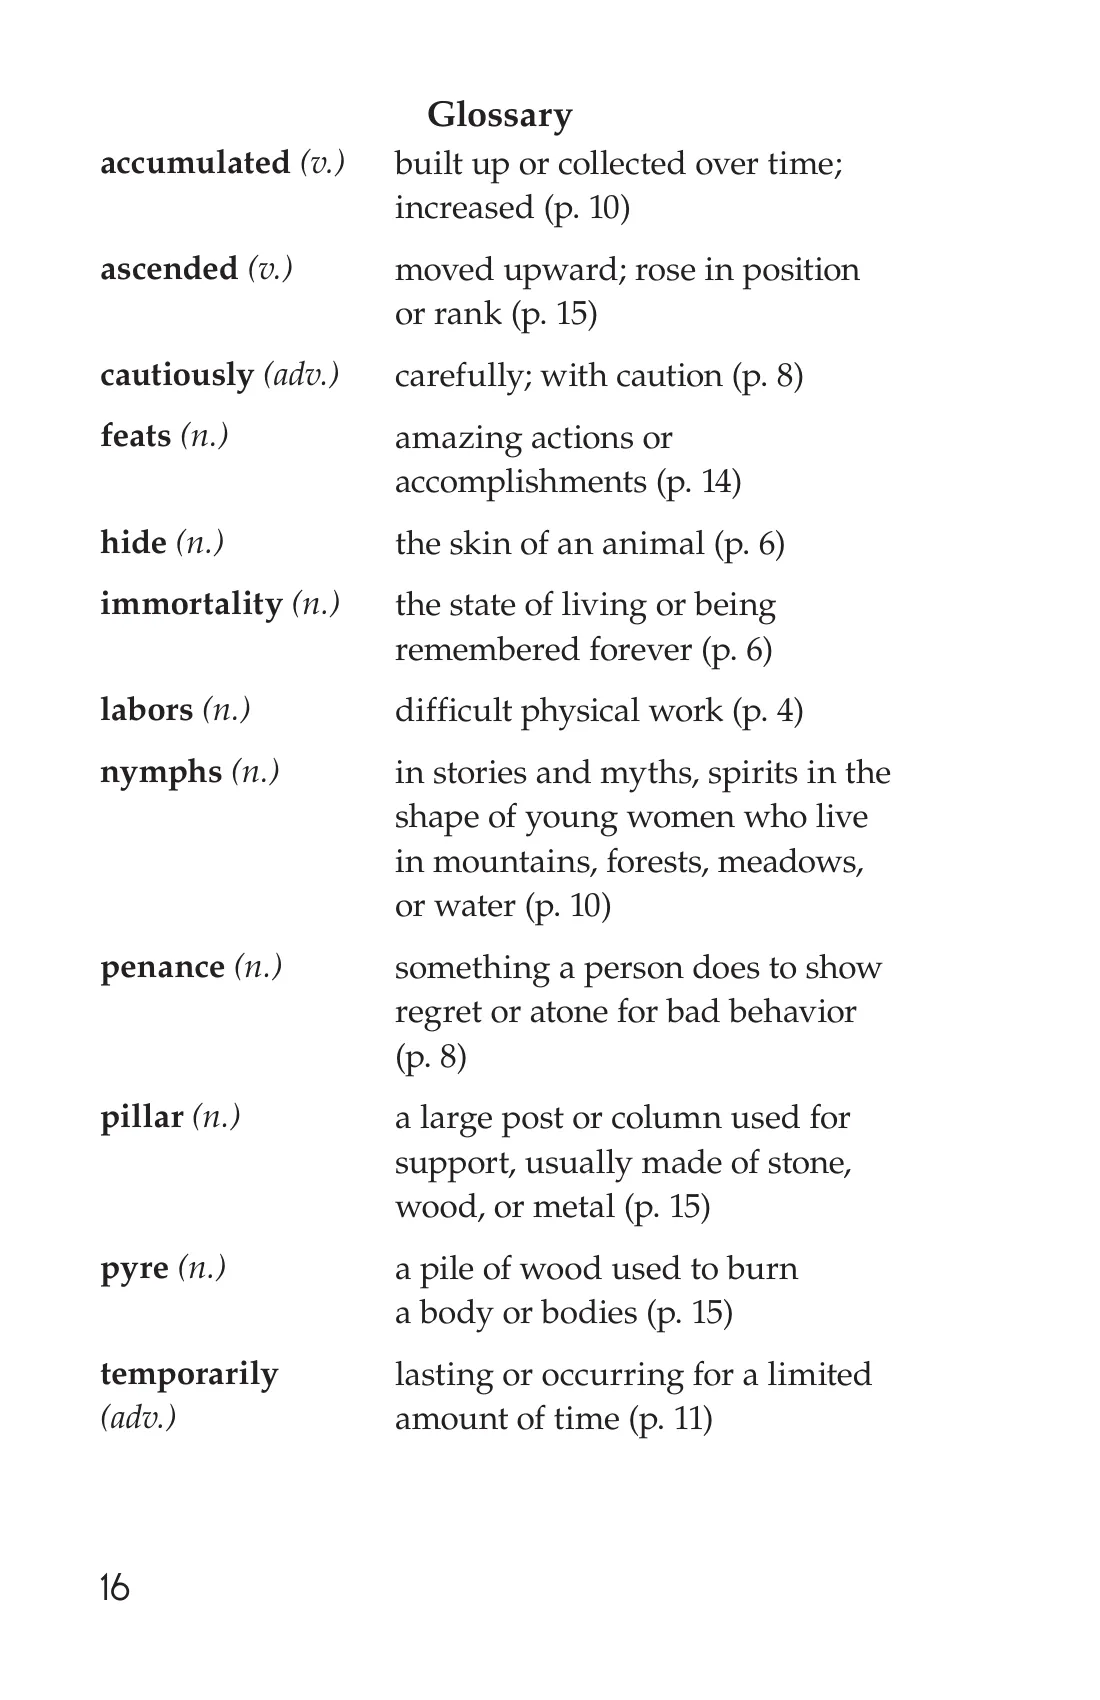 Glossary
accumulated (v.) built up or collected over time;
increased (p. 10)
ascended (v.) moved upward; rose in position
or rank (p. 15)
cautiously (adv.) carefully; with caution (p. 8)
feats (n.) amazing actions or
accomplishments (p. 14)
hide (n.) the skin of an animal (p. 6)
immortality (n.) the state of living or being
remembered forever (p. 6)
labors (n.) difficult physical work (p. 4)
nymphs (n.) in stories and myths, spirits in the
shape of young women who live
in mountains, forests, meadows,
or water (p. 10)
penance (n.) something a person does to show
regret or atone for bad behavior
(p. 8)
pillar (n.) a large post or column used for
support, usually made of stone,
wood, or metal (p. 15)
pyre (n.) a pile of wood used to burn
a body or bodies (p. 15)
temporarily lasting or occurring for a limited
(adv.) amount of time (p. 11)
16